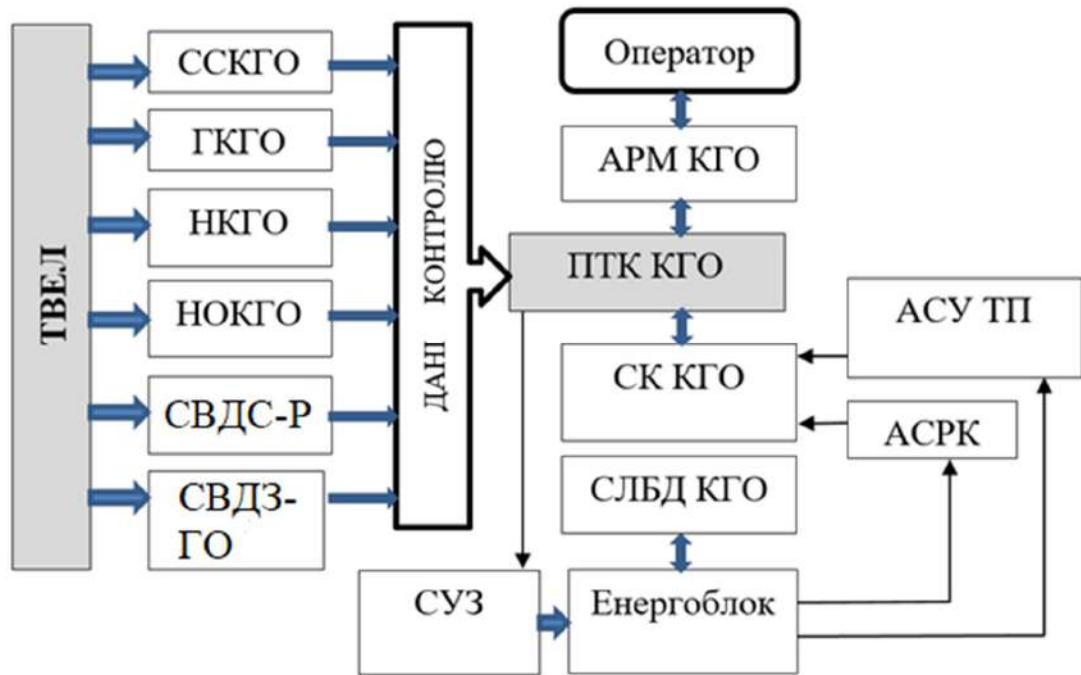 ТВЕЛ
ССКГО
ГКГО
НКГО
НОКГО
СВДС-Р
СВДЗ-
ГО
ДАНІ КОНТРОЛЮ
Оператор
АРМ КГО
ПТК КГО
СК КГО
СЛБД КГО
АСУ ТП
АСРК
СУЗ
Енергоблок